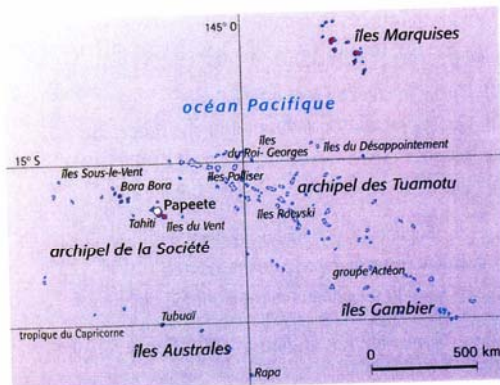 145° O
îles Marquises
océan Pacifique
îles
du Roi-Georges
îles du Désappointement
15° S
îles Sous-le-Vent
îles Palliser
Bora Bora
archipel des Tuamotu
Papeete
îles Raevski
Tahiti
îles du Vent
archipel de la Société
groupe Actéon
îles Gambier
Tubuaï
tropique du Capricorne
îles Australes
0
500 km
Rapa